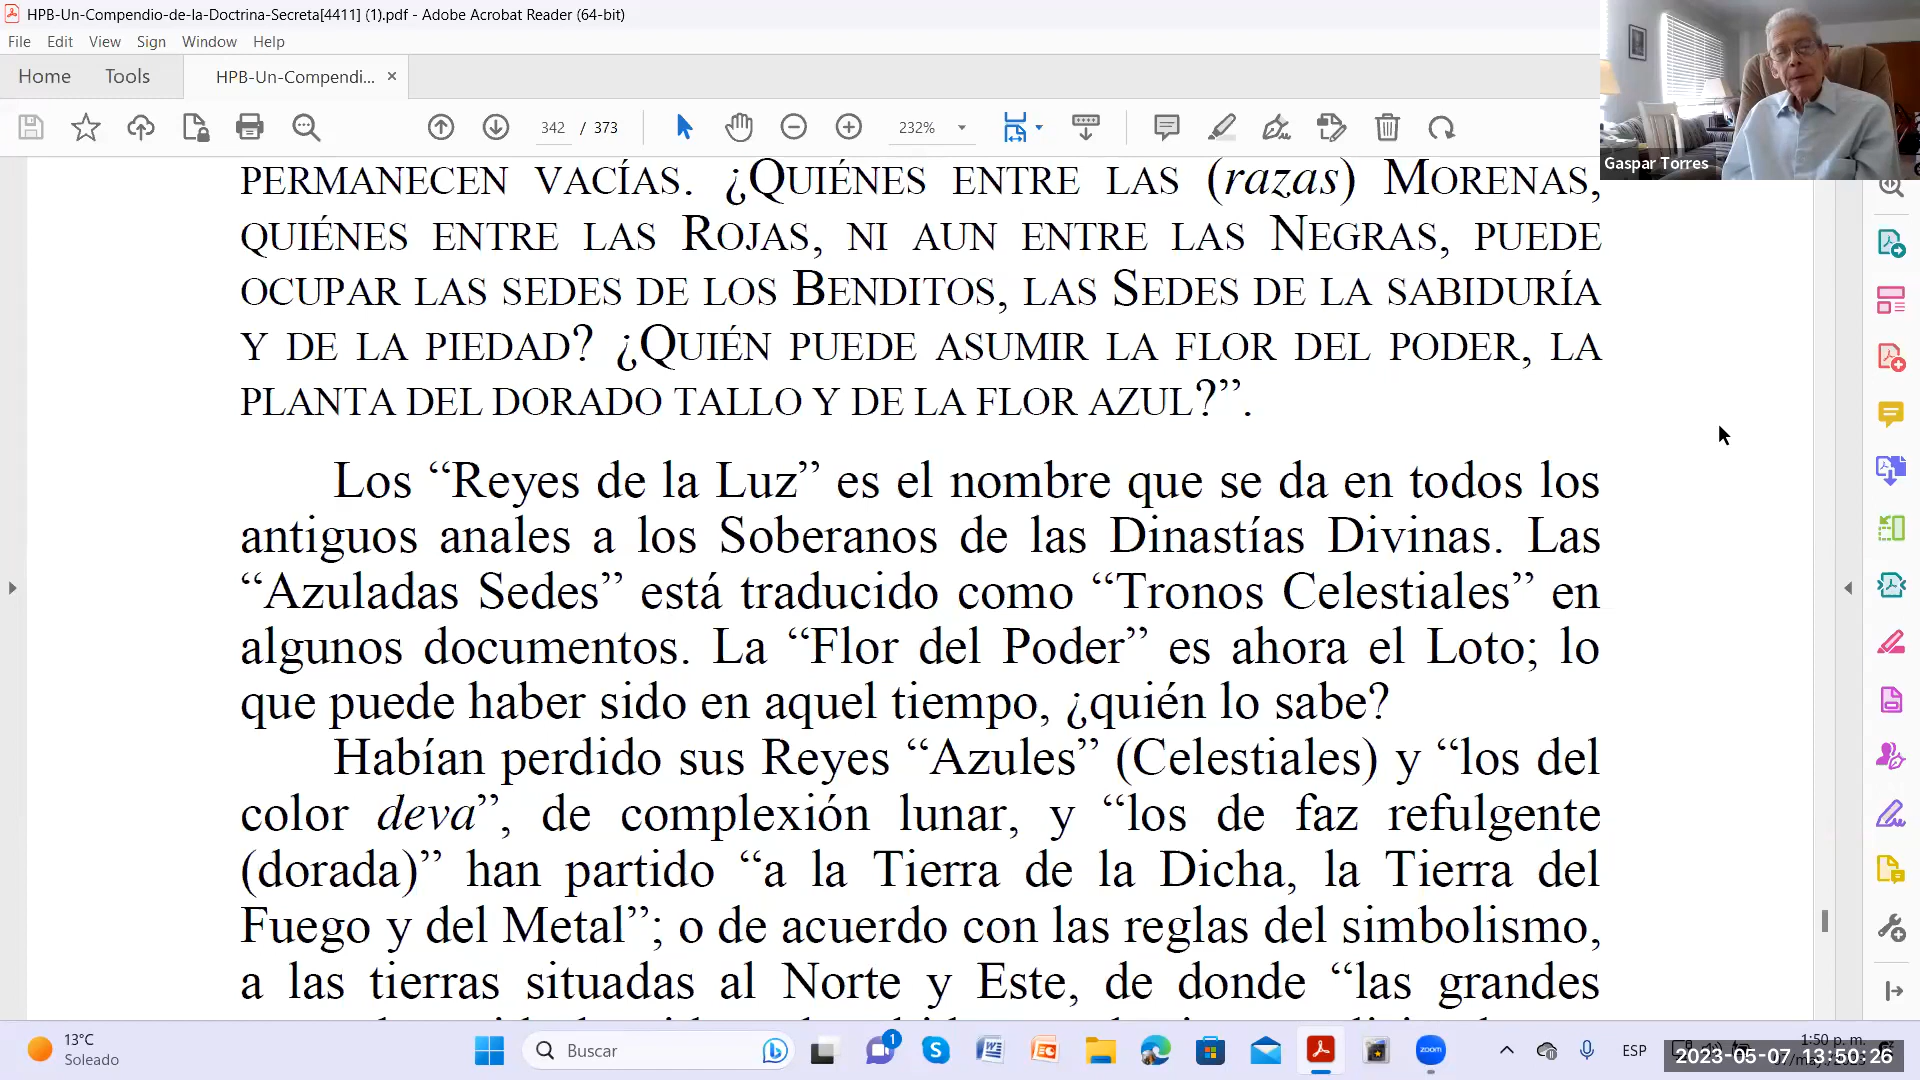 HPB-Un-Compendio-de-la-Doctrina-Secreta[4411] (1).pdf - Adobe Acrobat Reader (64-bit)
File Edit View Sign Window Help
Home Tools HPB-Un-Compendi... ×
342 / 373 232%
Gaspar Torres
PERMANECEN VACÍAS. ¿QUIÉNES ENTRE LAS (razas) MORENAS,
QUIÉNES ENTRE LAS ROJAS, NI AUN ENTRE LAS NEGRAS, PUEDE
OCUPAR LAS SEDES DE LOS BENDITOS, LAS SEDES DE LA SABIDURÍA
Y DE LA PIEDAD? ¿QUIÉN PUEDE ASUMIR LA FLOR DEL PODER, LA
PLANTA DEL DORADO TALLO Y DE LA FLOR AZUL?”.
Los “Reyes de la Luz” es el nombre que se da en todos los
antiguos anales a los Soberanos de las Dinastías Divinas. Las
“Azuladas Sedes” está traducido como “Tronos Celestiales” en
algunos documentos. La “Flor del Poder” es ahora el Loto; lo
que puede haber sido en aquel tiempo, ¿quién lo sabe?
Habían perdido sus Reyes “Azules” (Celestiales) y “los del
color deva”, de complexión lunar, y “los de faz refulgente
(dorada)” han partido “a la Tierra de la Dicha, la Tierra del
Fuego y del Metal”; o de acuerdo con las reglas del simbolismo,
a las tierras situadas al Norte y Este, de donde “las grandes
13°C
Soleado
Buscar
1
zoom
ESP
1:50 p. m.
2023-05-07 13:50:26